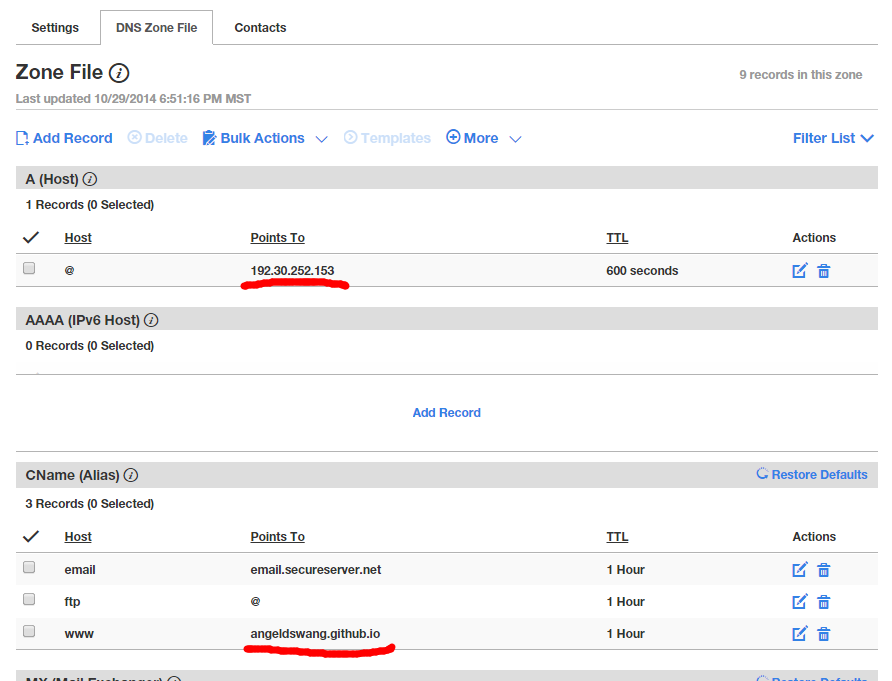 Settings DNS Zone File Contacts
Zone File
9 records in this zone
Last updated 10/29/2014 6:51:16 PM MST
Add Record Delete Bulk Actions Templates More Filter List
A (Host)
1 Records (0 Selected)
Host Points To TTL Actions
@ 192.30.252.153 600 seconds
AAAA (IPv6 Host)
0 Records (0 Selected)
Add Record
CName (Alias) Restore Defaults
3 Records (0 Selected)
Host Points To TTL Actions
email email.secureserver.net 1 Hour
ftp @ 1 Hour
www angeldswang.github.io 1 Hour
MX (Mail Exchanger) Restore Defaults